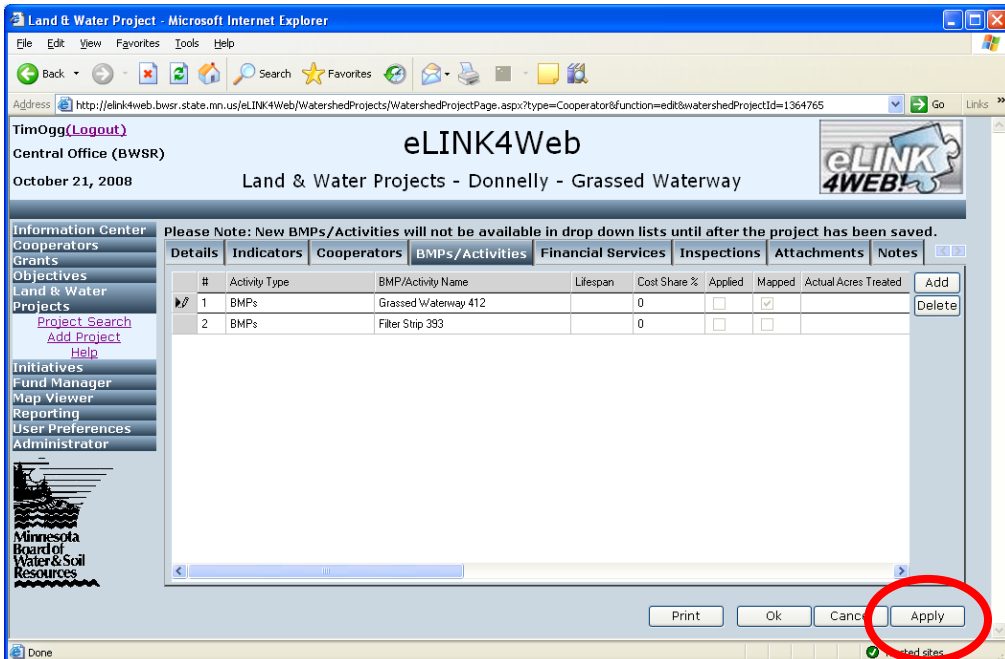 Land & Water Project - Microsoft Internet Explorer
File Edit View Favorites Tools Help
Back Search Favorites
Address http://elink4web.bwsr.state.mn.us/eLINK4Web/WatershedProjects/WatershedProjectPage.aspx?type=Cooperator&function=edit&watershedProjectId=1364765 Go Links »
TimOgg(Logout)
Central Office (BWSR)
October 21, 2008
eLINK4Web
Land & Water Projects - Donnelly - Grassed Waterway
eLINK
4WEB!
Information Center
Cooperators
Grants
Objectives
Land & Water
Projects
Project Search
Add Project
Help
Initiatives
Fund Manager
Map Viewer
Reporting
User Preferences
Administrator
Minnesota
Board of
Water & Soil
Resources
Please Note: New BMPs/Activities will not be available in drop down lists until after the project has been saved.
Details Indicators Cooperators BMPs/Activities Financial Services Inspections Attachments Notes
# Activity Type BMP/Activity Name Lifespan Cost Share % Applied Mapped Actual Acres Treated Add
1 BMPs Grassed Waterway 412 0 Delete
2 BMPs Filter Strip 393 0
Print Ok Cance Apply
Done sted sites